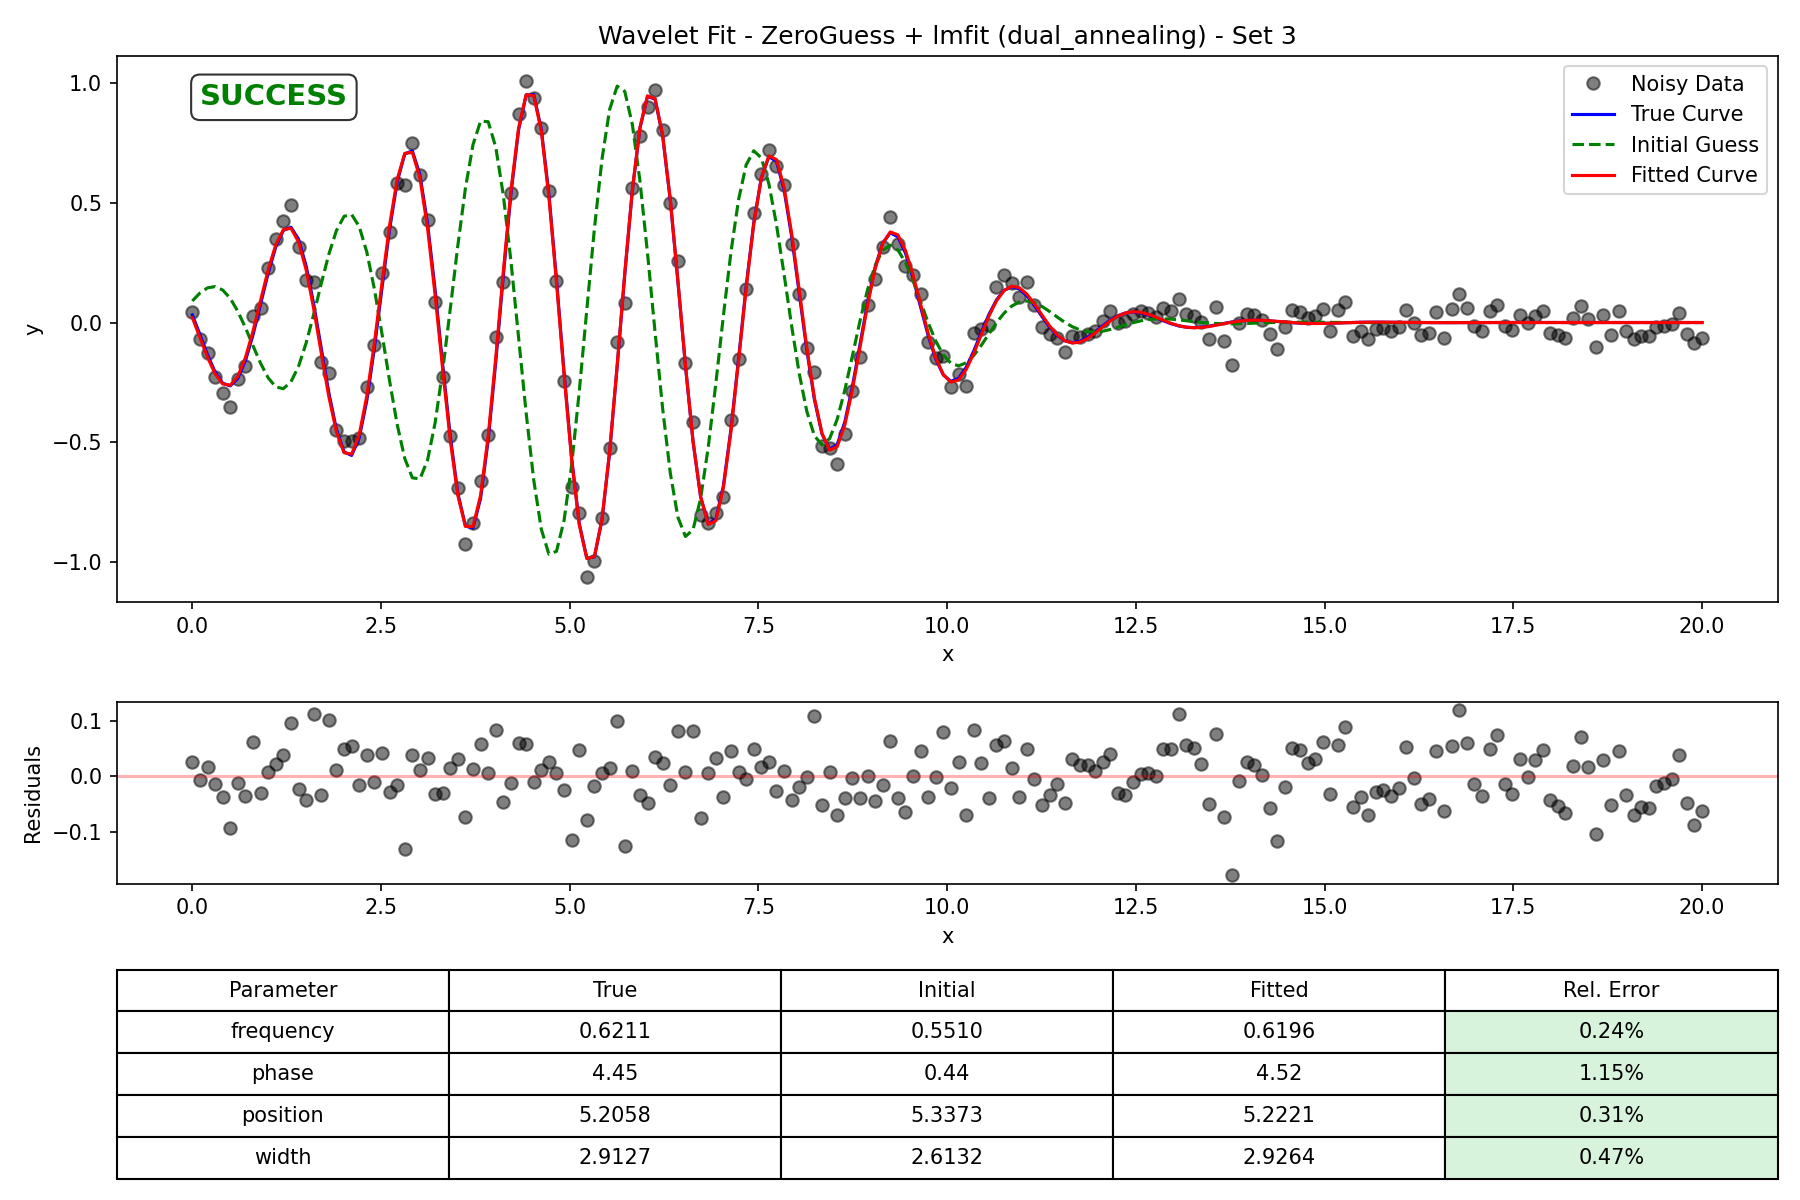 Wavelet Fit - ZeroGuess + lmfit (dual_annealing) - Set 3
SUCCESS
Noisy Data
True Curve
Initial Guess
Fitted Curve
y
1.0
0.5
0.0
−0.5
−1.0
0.0 2.5 5.0 7.5 10.0 12.5 15.0 17.5 20.0
x
Residuals
0.1
0.0
−0.1
0.0 2.5 5.0 7.5 10.0 12.5 15.0 17.5 20.0
x
Parameter True Initial Fitted Rel. Error
frequency 0.6211 0.5510 0.6196 0.24%
phase 4.45 0.44 4.52 1.15%
position 5.2058 5.3373 5.2221 0.31%
width 2.9127 2.6132 2.9264 0.47%